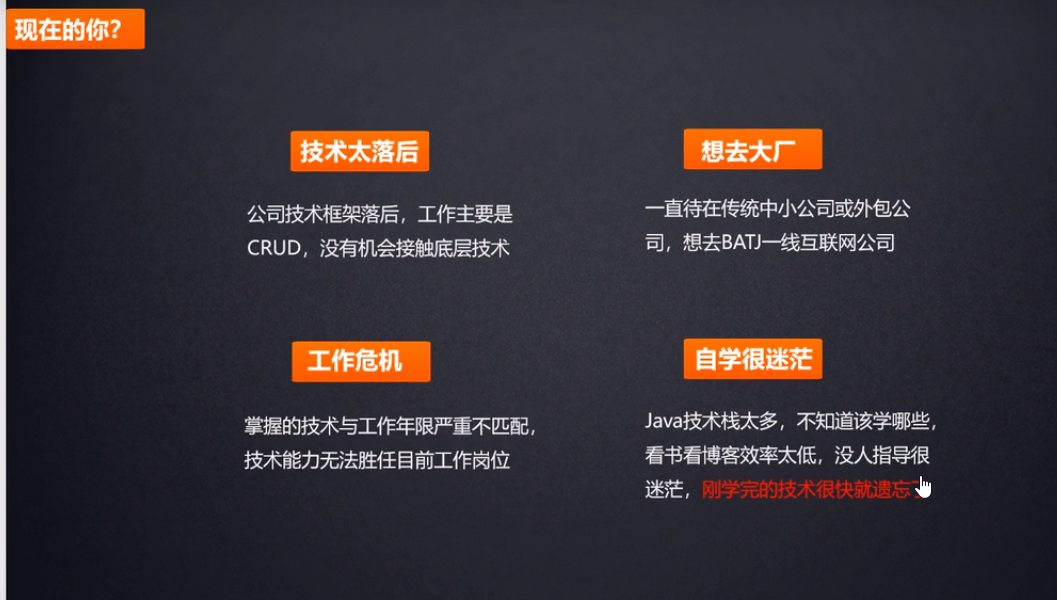 现在的你？
技术太落后
公司技术框架落后，工作主要是
CRUD，没有机会接触底层技术
想去大厂
一直待在传统中小公司或外包公
司，想去BATJ一线互联网公司
工作危机
掌握的技术与工作年限严重不匹配，
技术能力无法胜任目前工作岗位
自学很迷茫
Java技术栈太多，不知道该学哪些，
看书看博客效率太低，没人指导很
迷茫，刚学完的技术很快就遗忘了